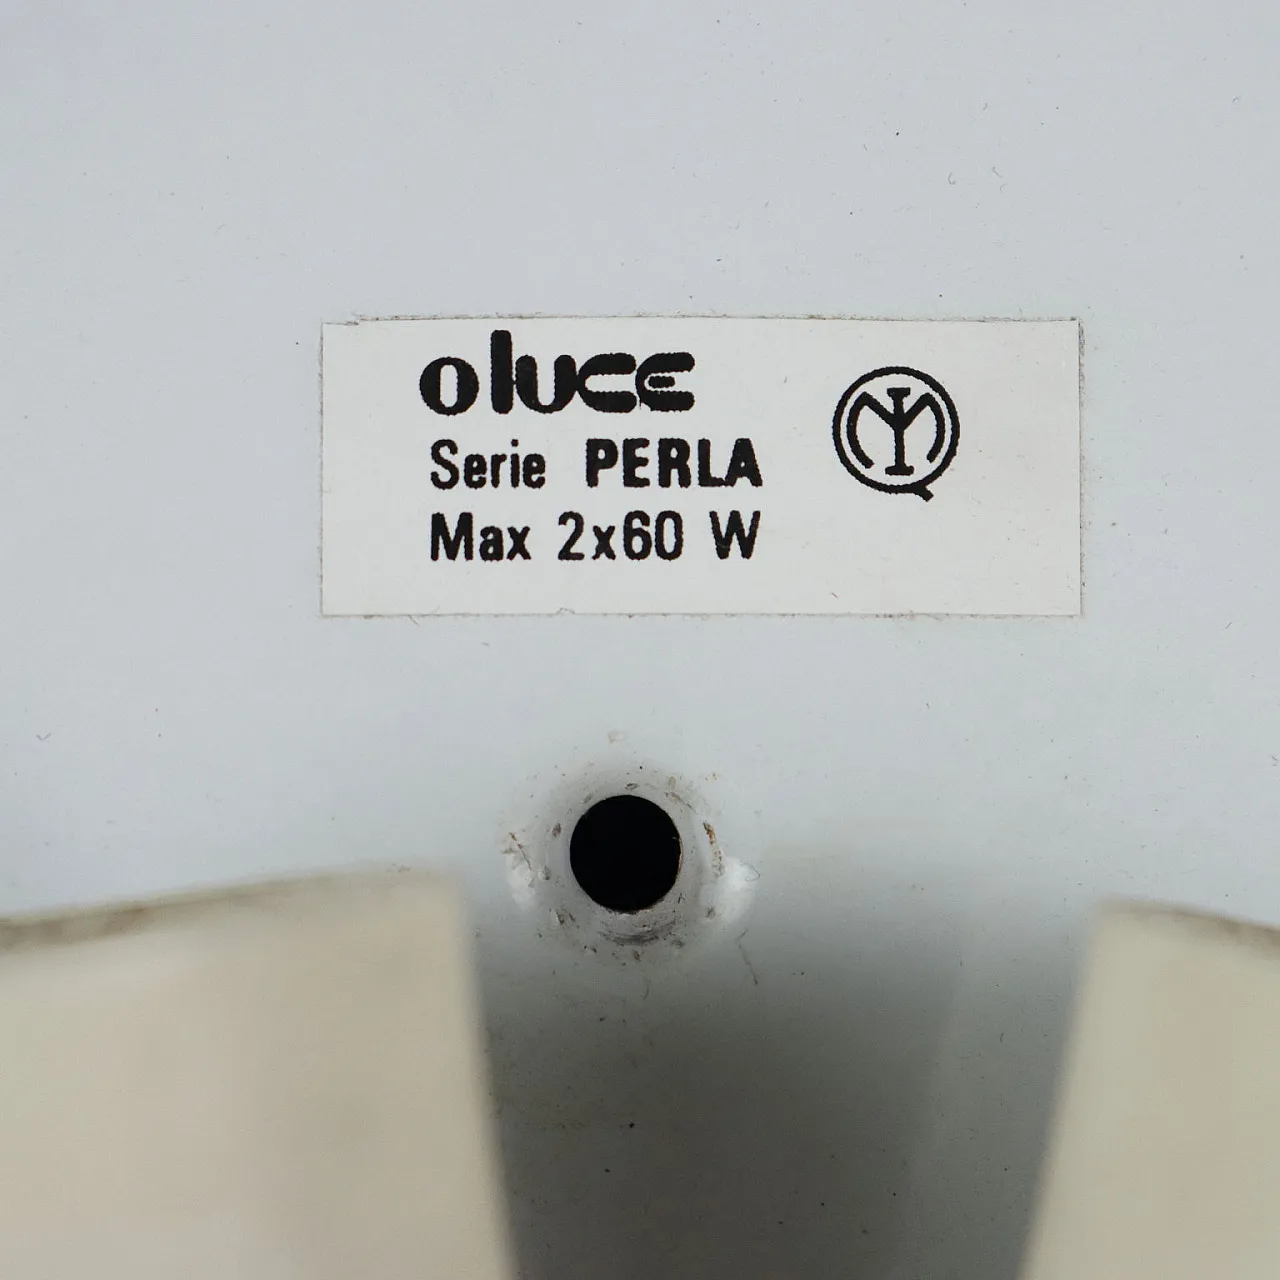 oluce
Serie PERLA
Max 2x60 W